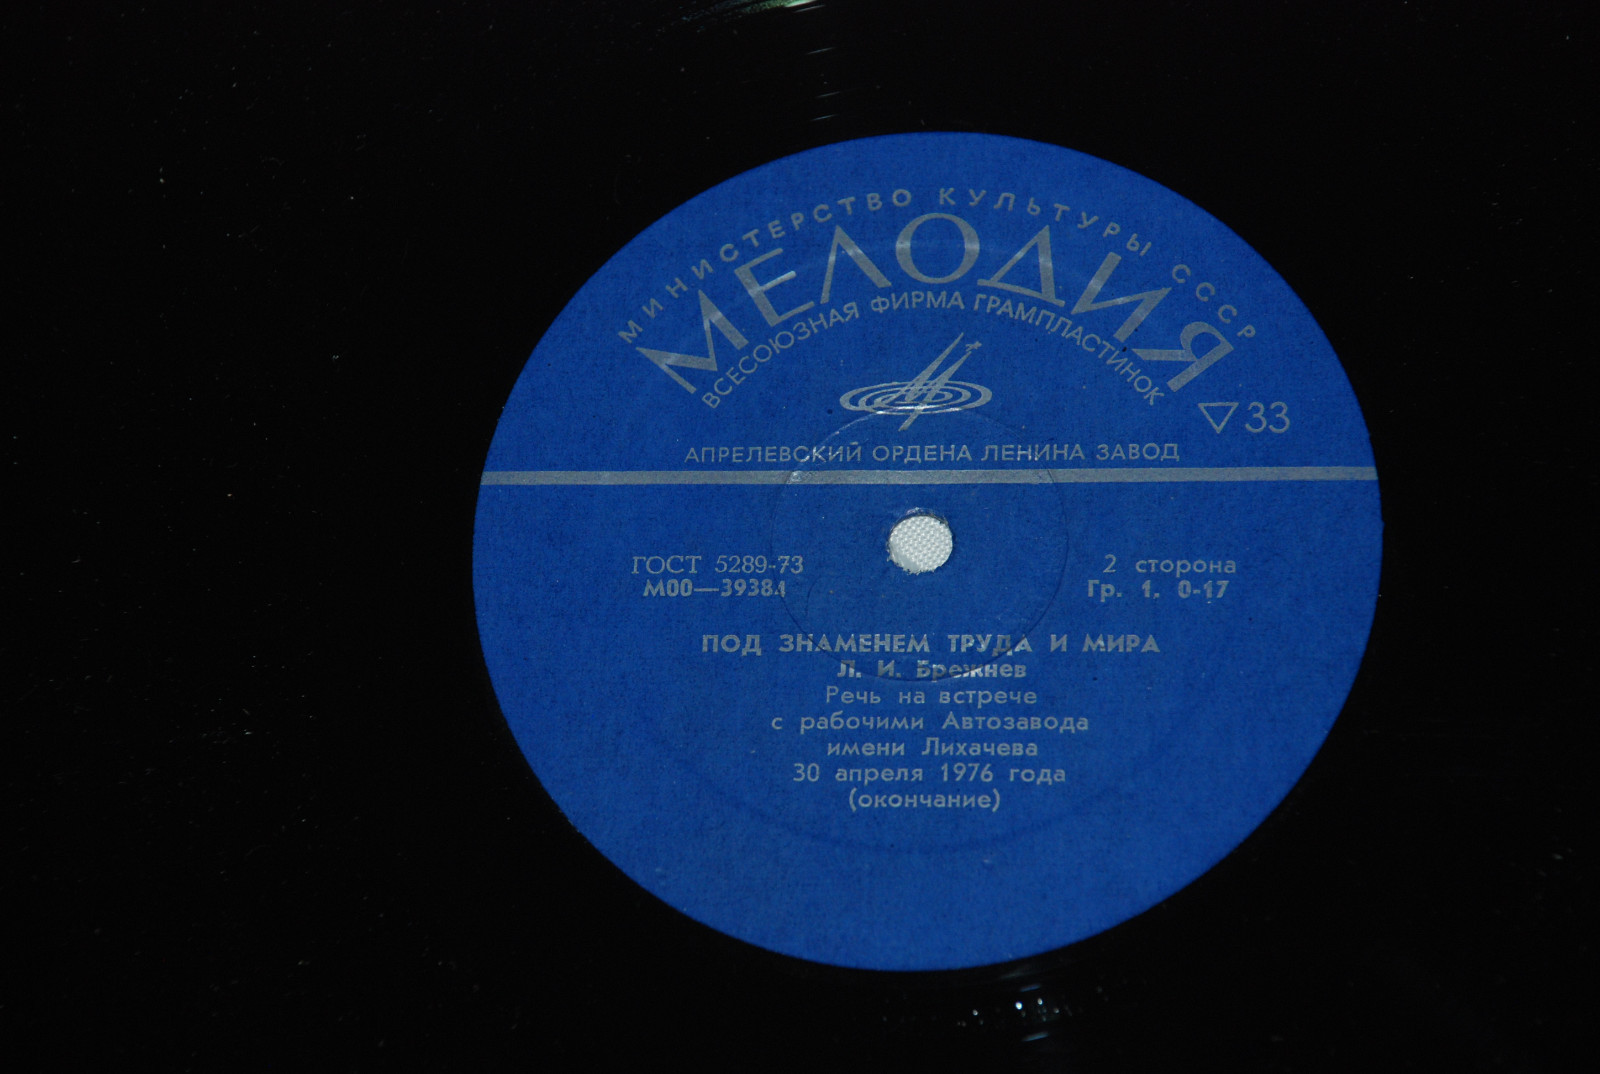 МИНИСТЕРСТВО КУЛЬТУРЫ СССР
МЕЛОДИЯ
ВСЕСОЮЗНАЯ ФИРМА ГРАМПЛАСТИНОК
33
АПРЕЛЕВСКИЙ ОРДЕНА ЛЕНИНА ЗАВОД
ГОСТ 5289-73
М00—39384
2 сторона
Гр. 1. 0-17
ПОД ЗНАМЕНЕМ ТРУДА И МИРА
Л. И. Брежнев
Речь на встрече
с рабочими Автозавода
имени Лихачева
30 апреля 1976 года
(окончание)